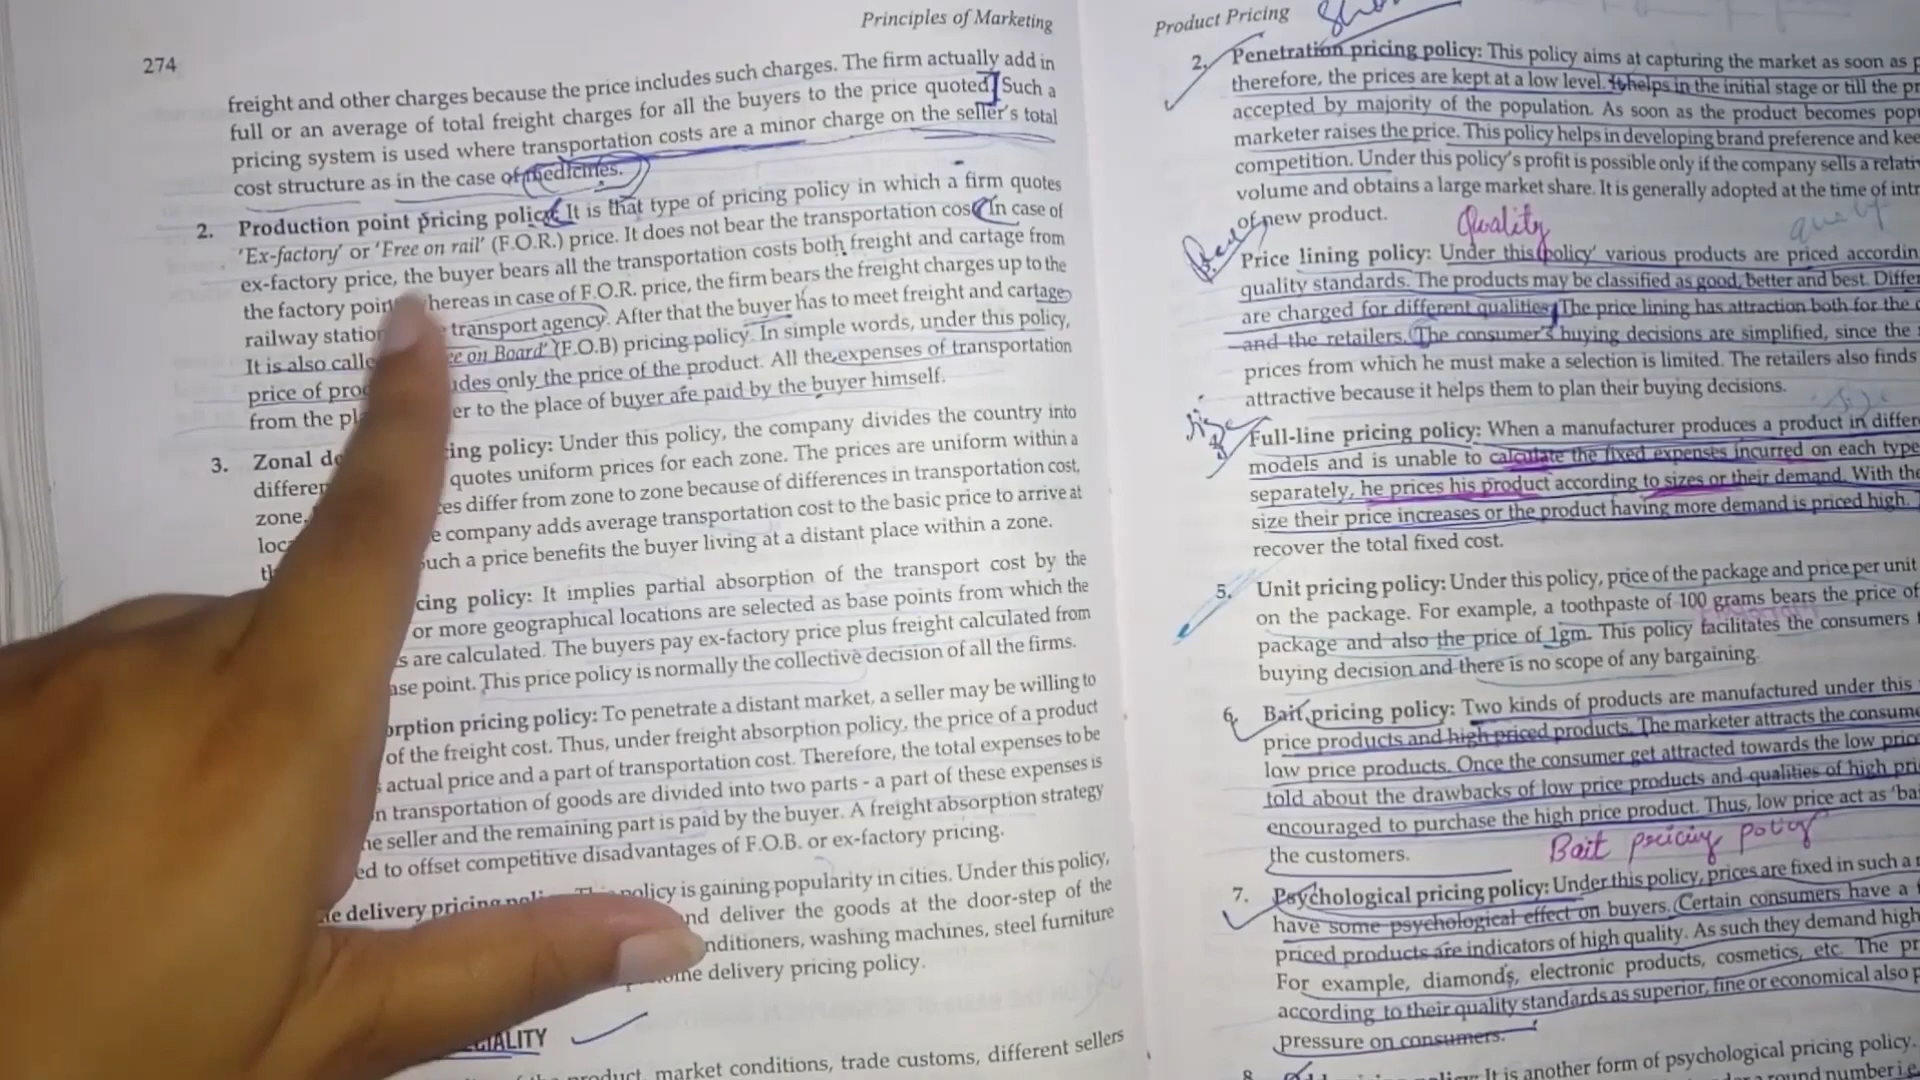 274
Principles of Marketing
freight and other charges because the price includes such charges. The firm actually add in
full or an average of total freight charges for all the buyers to the price quoted. Such a
pricing system is used where transportation costs are a minor charge on the seller's total
cost structure as in the case of medicines.
2. Production point pricing policy: It is that type of pricing policy in which a firm quotes
'Ex-factory' or 'Free on rail' (F.O.R.) price. It does not bear the transportation cost. In case of
ex-factory price, the buyer bears all the transportation costs both freight and cartage from
the factory point whereas in case of F.O.R. price, the firm bears the freight charges up to the
railway station transport agency. After that the buyer has to meet freight and cartage
It is also called on Board' (F.O.B) pricing policy. In simple words, under this policy,
price of only the price of the product. All the expenses of transportation
from the to the place of buyer are paid by the buyer himself.
3. Zonal pricing policy: Under this policy, the company divides the country into
quotes uniform prices for each zone. The prices are uniform within a
zone. differ from zone to zone because of differences in transportation cost,
company adds average transportation cost to the basic price to arrive at
such a price benefits the buyer living at a distant place within a zone.
policy: It implies partial absorption of the transport cost by the
or more geographical locations are selected as base points from which the
are calculated. The buyers pay ex-factory price plus freight calculated from
base point. This price policy is normally the collective decision of all the firms.
pricing policy: To penetrate a distant market, a seller may be willing to
of the freight cost. Thus, under freight absorption policy, the price of a product
actual price and a part of transportation cost. Therefore, the total expenses to be
transportation of goods are divided into two parts - a part of these expenses is
seller and the remaining part is paid by the buyer. A freight absorption strategy
to offset competitive disadvantages of F.O.B. or ex-factory pricing.
delivery pricing policy is gaining popularity in cities. Under this policy,
and deliver the goods at the door-step of the
washing machines, steel furniture
delivery pricing policy.
market conditions, trade customs, different sellers
Product Pricing
2. Penetration pricing policy: This policy aims at capturing the market as soon as
therefore, the prices are kept at a low level. It helps in the initial stage or till the
accepted by majority of the population. As soon as the product becomes
marketer raises the price. This policy helps in developing brand preference and
competition. Under this policy's profit is possible only if the company sells a
volume and obtains a large market share. It is generally adopted at the time of
of new product.
Quality
Price lining policy: Under this policy' various products are priced
quality standards. The products may be classified as good, better and best.
are charged for different qualities. The price lining has attraction both for the
and the retailers. The consumer's buying decisions are simplified, since the
prices from which he must make a selection is limited. The retailers also finds
attractive because it helps them to plan their buying decisions.
Full-line pricing policy: When a manufacturer produces a product in
models and is unable to calculate the fixed expenses incurred on each type
separately, he prices his product according to sizes or their demand. With the
size their price increases or the product having more demand is priced high.
recover the total fixed cost.
5. Unit pricing policy: Under this policy, price of the package and price per unit
on the package. For example, a toothpaste of 100 grams bears the price of
package and also the price of 1gm. This policy facilitates the consumers
buying decision and there is no scope of any bargaining.
6. Bait pricing policy: Two kinds of products are manufactured under this
price products and high priced products. The marketer attracts the
low price products. Once the consumer get attracted towards the low
told about the drawbacks of low price products and qualities of high
encouraged to purchase the high price product. Thus, low price act as
the customers.
Bait pricing policy
7. Psychological pricing policy: Under this policy, prices are fixed in such a
have some psychological effect on buyers. Certain consumers have a
priced products are indicators of high quality. As such they demand
For example, diamonds, electronic products, cosmetics, etc. The
according to their quality standards as superior, fine or economical also
pressure on consumers.
8. It is another form of psychological pricing policy.